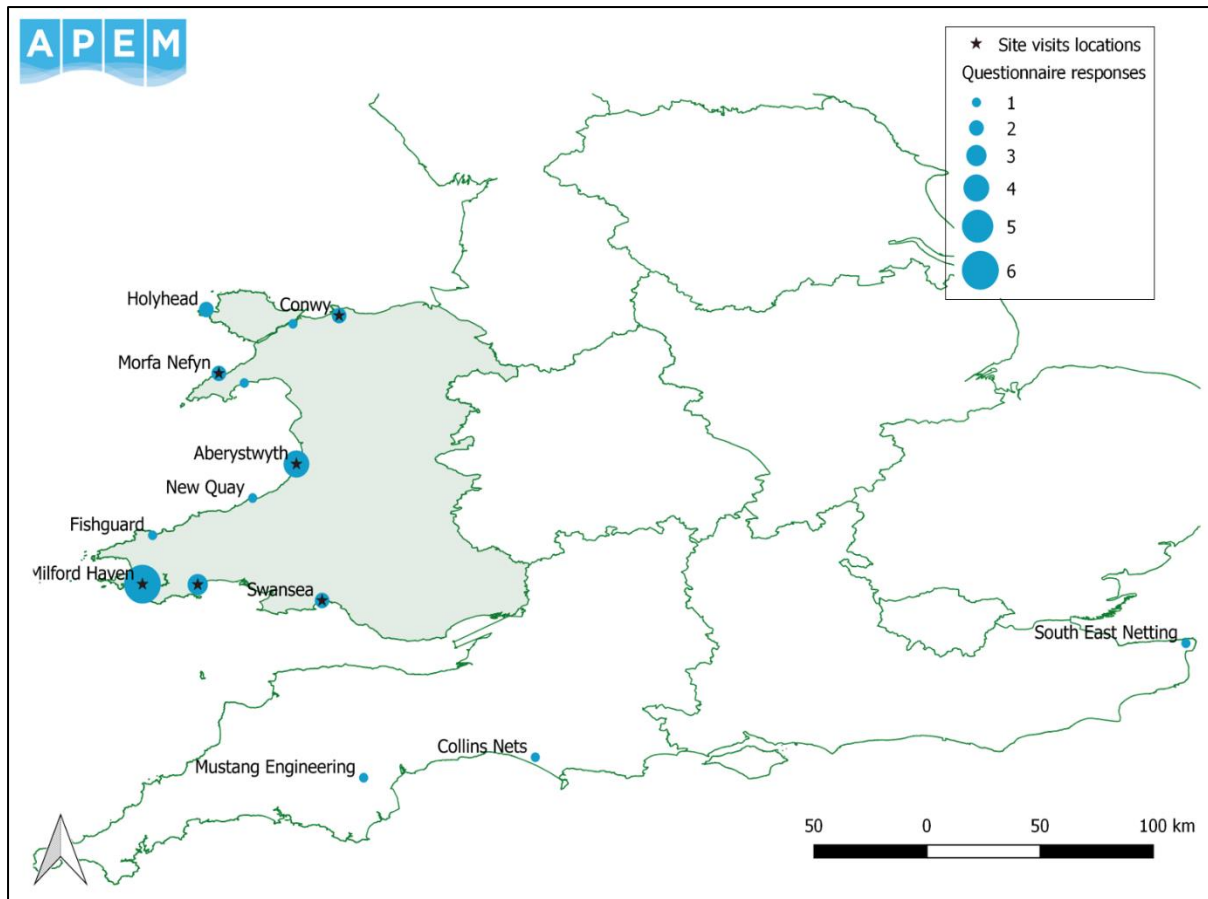 APEM
Site visits locations
Questionnaire responses
1
2
3
4
5
6
Holyhead
Conwy
Morfa Nefyn
Aberystwyth
New Quay
Fishguard
Milford Haven
Swansea
South East Netting
Collins Nets
Mustang Engineering
50 0 50 100 km